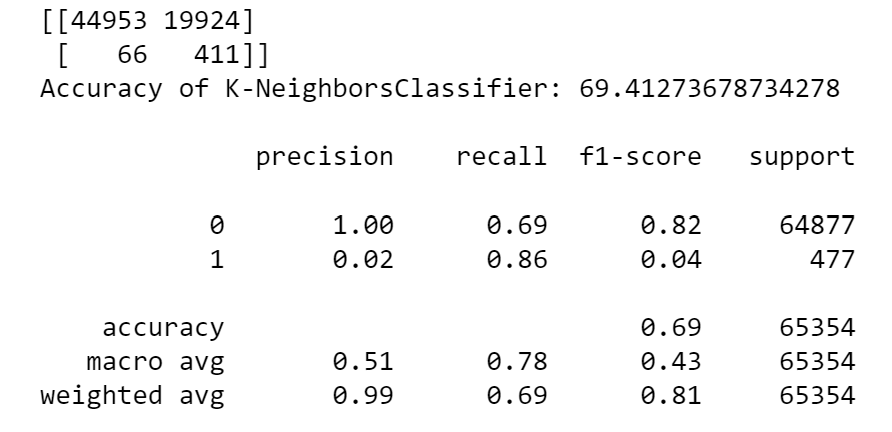 [[44953 19924]
[ 66 411]]
Accuracy of K-NeighborsClassifier: 69.41273678734278
precision recall f1-score support
0 1.00 0.69 0.82 64877
1 0.02 0.86 0.04 477
accuracy 0.69 65354
macro avg 0.51 0.78 0.43 65354
weighted avg 0.99 0.69 0.81 65354